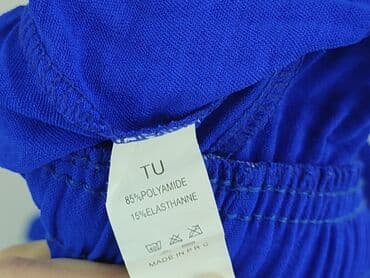 TU
85%POLYAMIDE
15%ELASTHANNE
MADE IN P R C